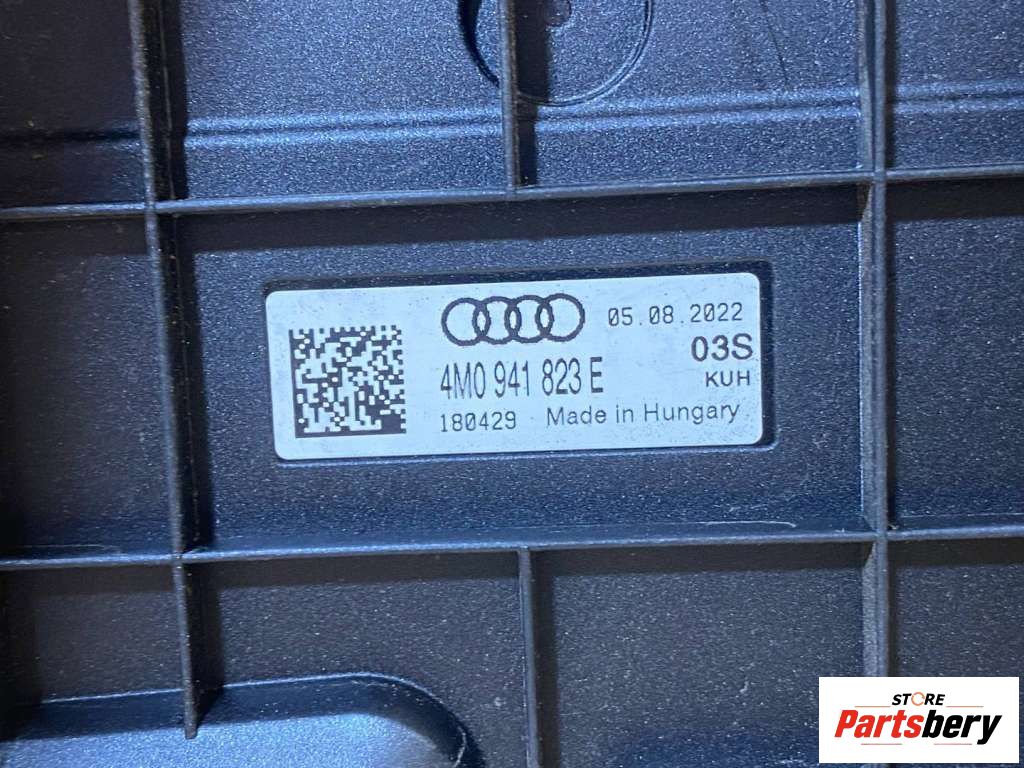 05.08.2022
4M0 941 823 E
03S
KUH
180429 Made in Hungary
STORE
Partsbery